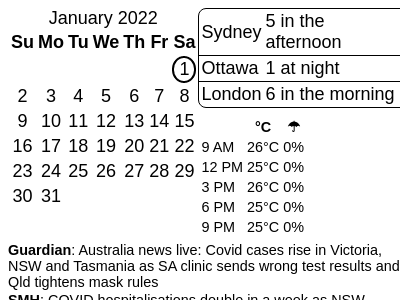 January 2022
Su Mo Tu We Th Fr Sa
1
2 3 4 5 6 7 8
9 10 11 12 13 14 15
16 17 18 19 20 21 22
23 24 25 26 27 28 29
30 31
Sydney 5 in the afternoon
Ottawa 1 at night
London 6 in the morning
°C ☂
9 AM 26°C 0%
12 PM 25°C 0%
3 PM 26°C 0%
6 PM 25°C 0%
9 PM 25°C 0%
Guardian: Australia news live: Covid cases rise in Victoria,
NSW and Tasmania as SA clinic sends wrong test results and
Qld tightens mask rules
SMH: COVID hospitalisations double in a week as NSW